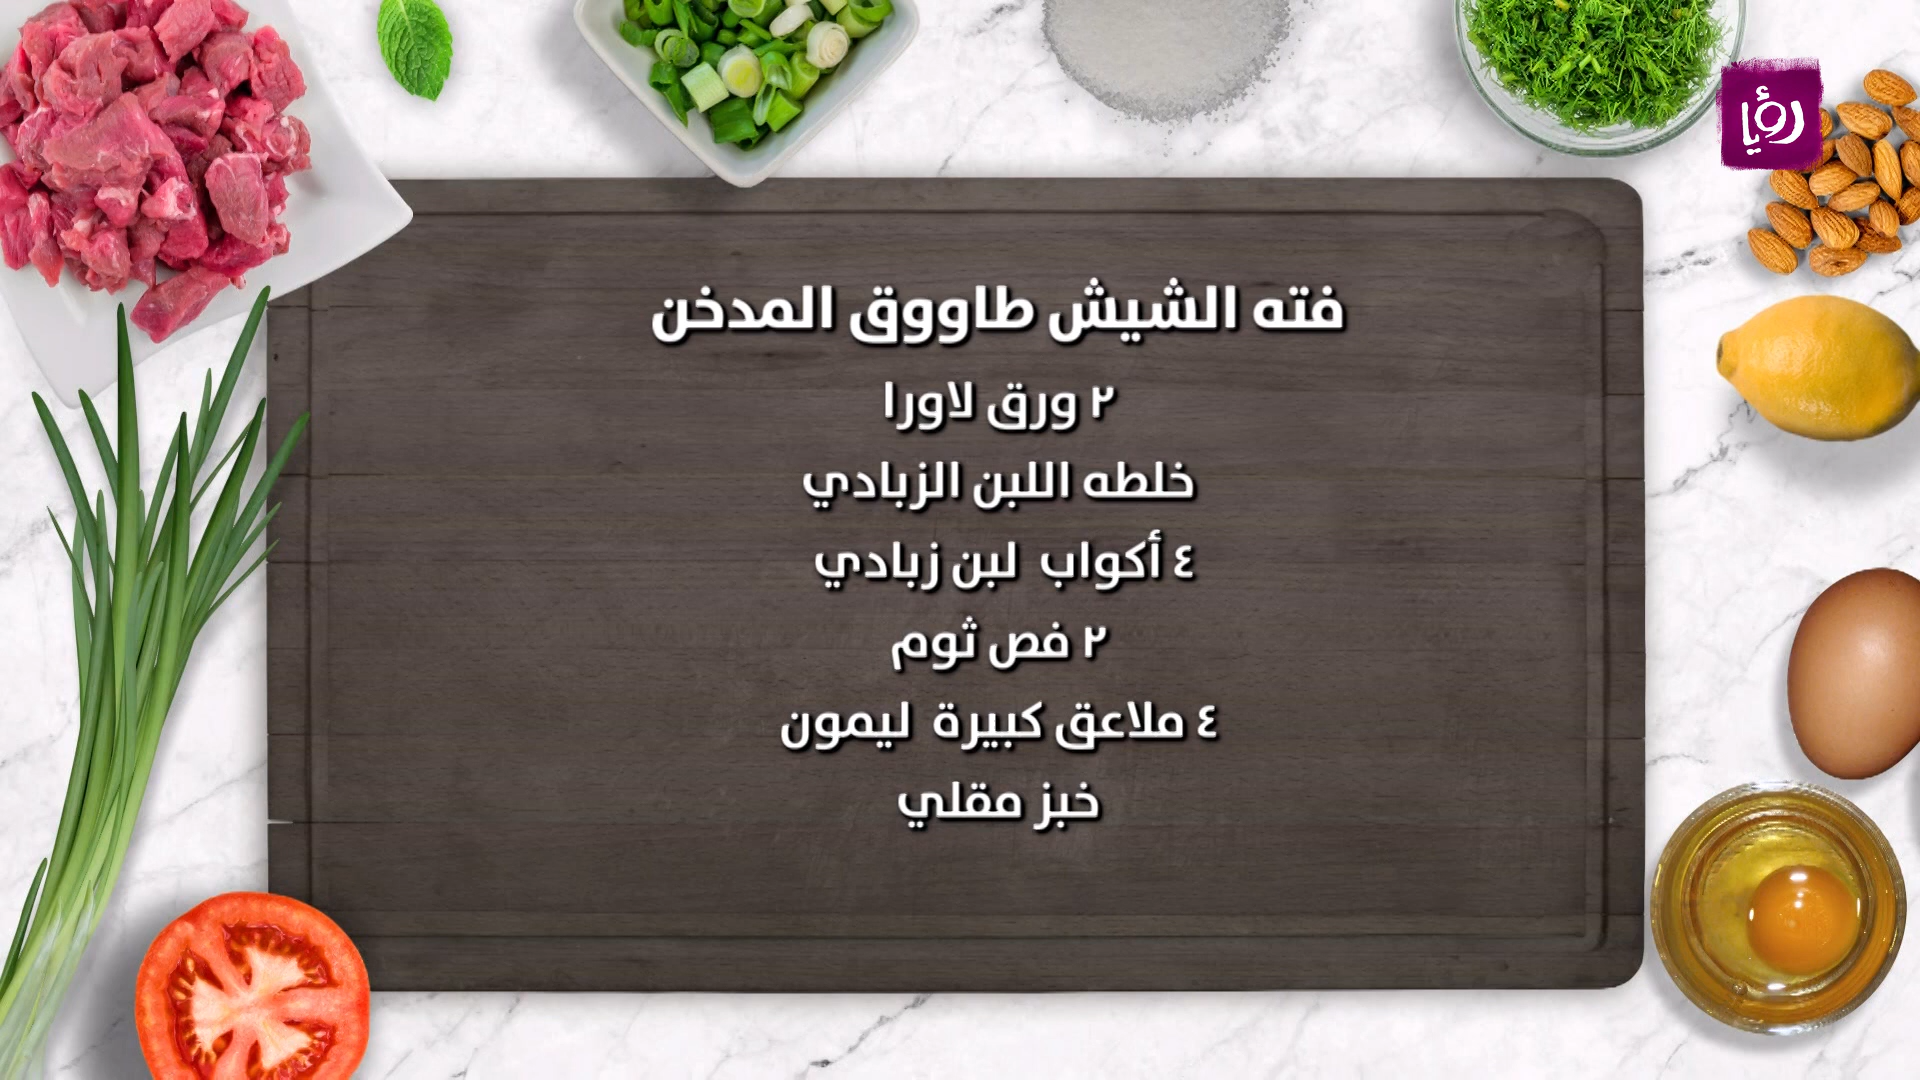 رؤيا
فته الشيش طاووق المدخن
٢ ورق لاورا
خلطه اللبن الزبادي
٤ أكواب لبن زبادي
٢ فص ثوم
٤ ملاعق كبيرة ليمون
خبز مقلي